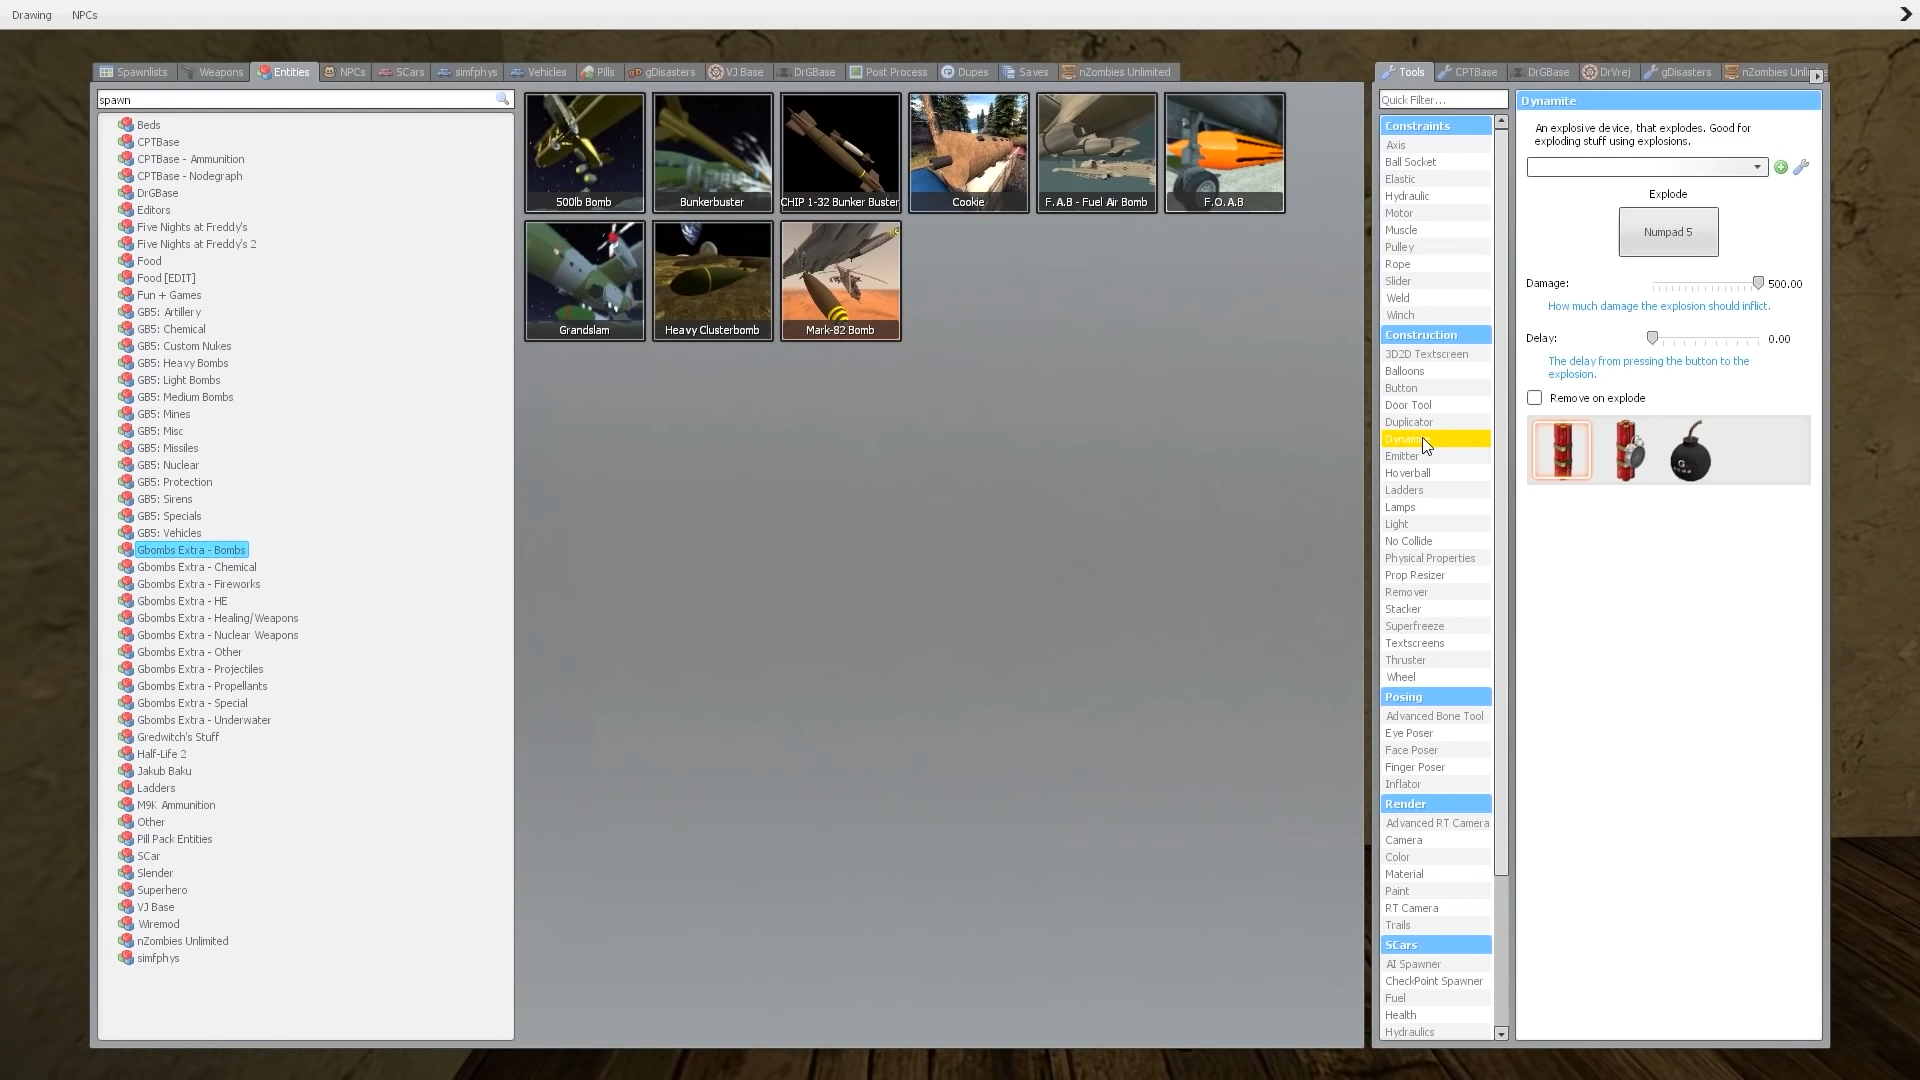 Drawing NPCs
Spawnlists Weapons Entities NPCs SCars simfphys Vehicles Pills gDisasters VJ Base DrGBase Post Process Dupes Saves nZombies Unlimited
spawn
Beds
CPTBase
CPTBase - Ammunition
CPTBase - Nodegraph
DrGBase
Editors
Five Nights at Freddy's
Five Nights at Freddy's 2
Food
Food [EDIT]
Fun + Games
GB5: Artillery
GB5: Chemical
GB5: Custom Nukes
GB5: Heavy Bombs
GB5: Light Bombs
GB5: Medium Bombs
GB5: Mines
GB5: Misc
GB5: Missiles
GB5: Nuclear
GB5: Protection
GB5: Sirens
GB5: Specials
GB5: Vehicles
Gbombs Extra - Bombs
Gbombs Extra - Chemical
Gbombs Extra - Fireworks
Gbombs Extra - HE
Gbombs Extra - Healing/Weapons
Gbombs Extra - Nuclear Weapons
Gbombs Extra - Other
Gbombs Extra - Projectiles
Gbombs Extra - Propellants
Gbombs Extra - Special
Gbombs Extra - Underwater
Gredwitch's Stuff
Half-Life 2
Jakub Baku
Ladders
M9K Ammunition
Other
Pill Pack Entities
SCar
Slender
Superhero
VJ Base
Wiremod
nZombies Unlimited
simfphys
500lb Bomb Bunkerbuster CHIP 1-32 Bunker Buster Cookie F.A.B - Fuel Air Bomb F.O.A.B
Grandslam Heavy Clusterbomb Mark-82 Bomb
Tools CPTBase DrGBase DrVrej gDisasters nZombies
Quick Filter...
Constraints
Axis
Ball Socket
Elastic
Hydraulic
Motor
Muscle
Pulley
Rope
Slider
Weld
Winch
Construction
3D2D Textscreen
Balloons
Button
Door Tool
Duplicator
Emitter
Hoverball
Ladders
Lamps
Light
No Collide
Physical Properties
Prop Resizer
Remover
Stacker
Superfreeze
Textscreens
Thruster
Wheel
Posing
Advanced Bone Tool
Eye Poser
Face Poser
Finger Poser
Inflator
Render
Advanced RT Camera
Camera
Color
Material
Paint
RT Camera
Trails
SCars
AI Spawner
CheckPoint Spawner
Fuel
Health
Hydraulics
Dynamite
An explosive device, that explodes. Good for
exploding stuff using explosions.
Explode
Numpad 5
Damage: 500.00
How much damage the explosion should inflict.
Delay: 0.00
The delay from pressing the button to the
explosion.
Remove on explode